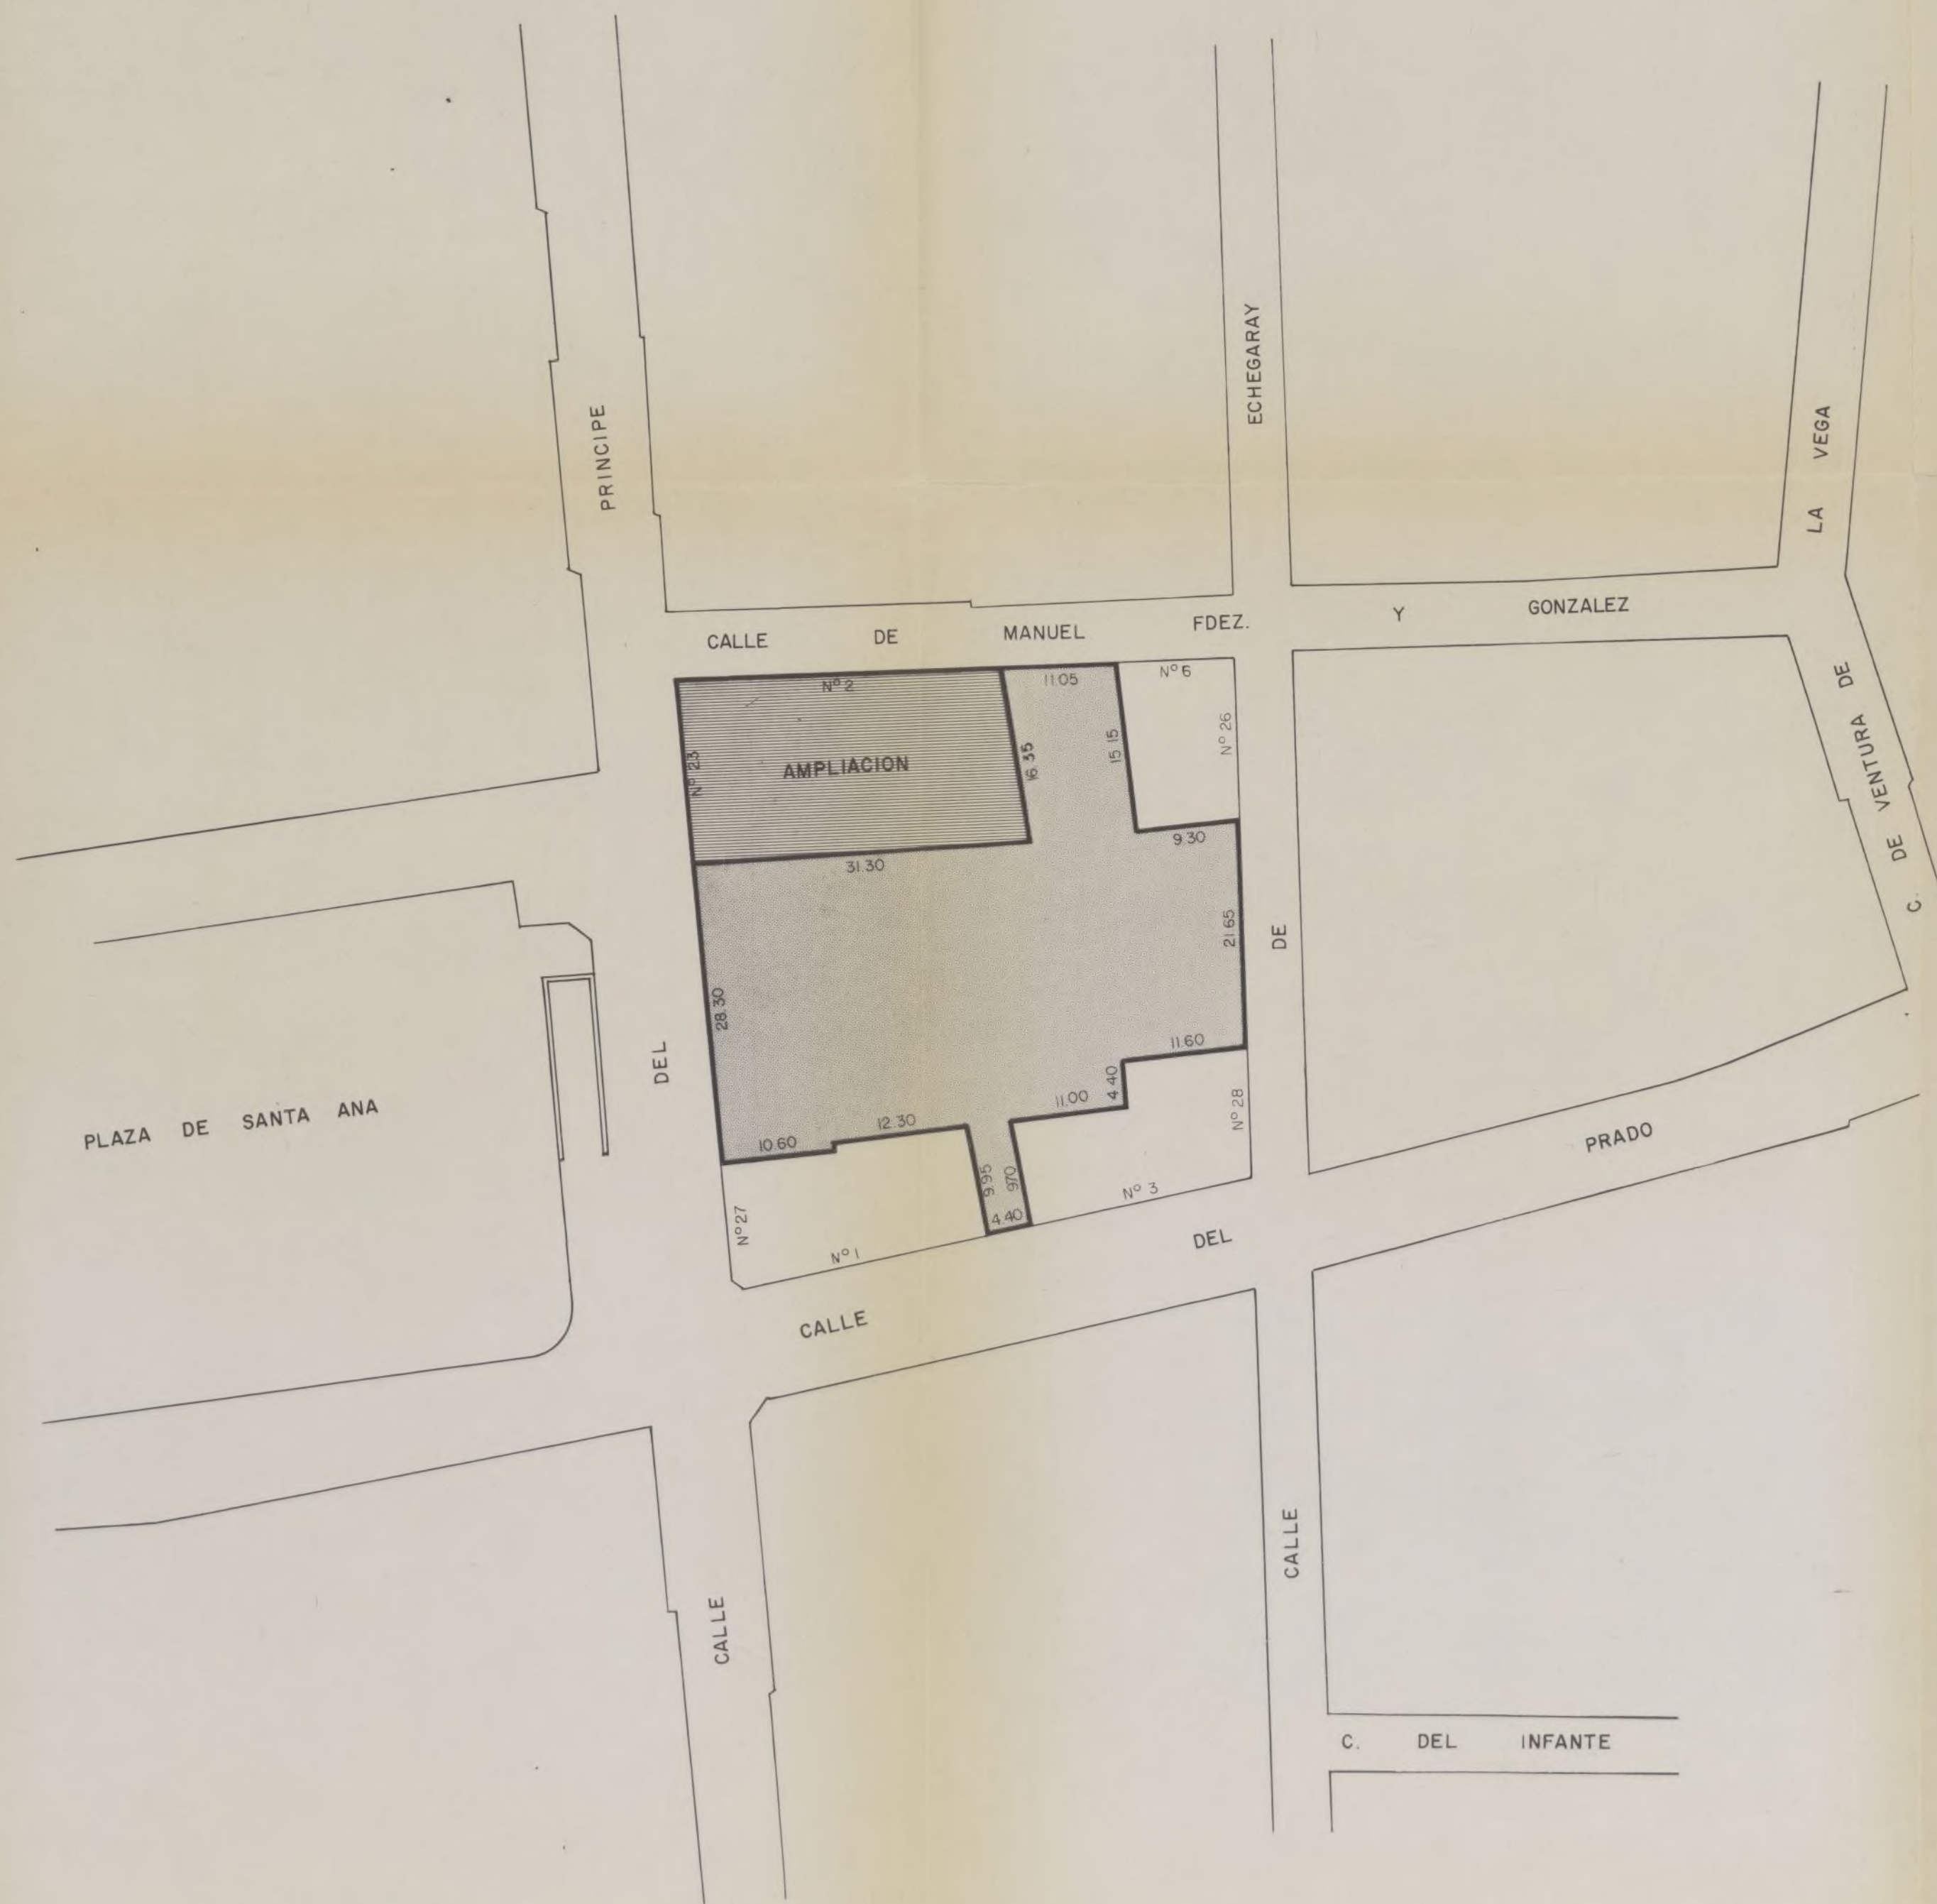 PRINCIPE
DEL
CALLE
ECHEGARAY
DE
CALLE
LA VEGA
C. DE VENTURA DE
CALLE DE MANUEL FDEZ. Y GONZALEZ
Nº 2
11.05
Nº 6
Nº 23
AMPLIACION
16.35
15.15
Nº 26
31.30
9.30
28.30
21.65
11.60
4.40
11.00
12.30
10.60
9.95
9.70
4.40
Nº 28
Nº 3
Nº 27
Nº 1
PLAZA DE SANTA ANA
CALLE DEL PRADO
C. DEL INFANTE